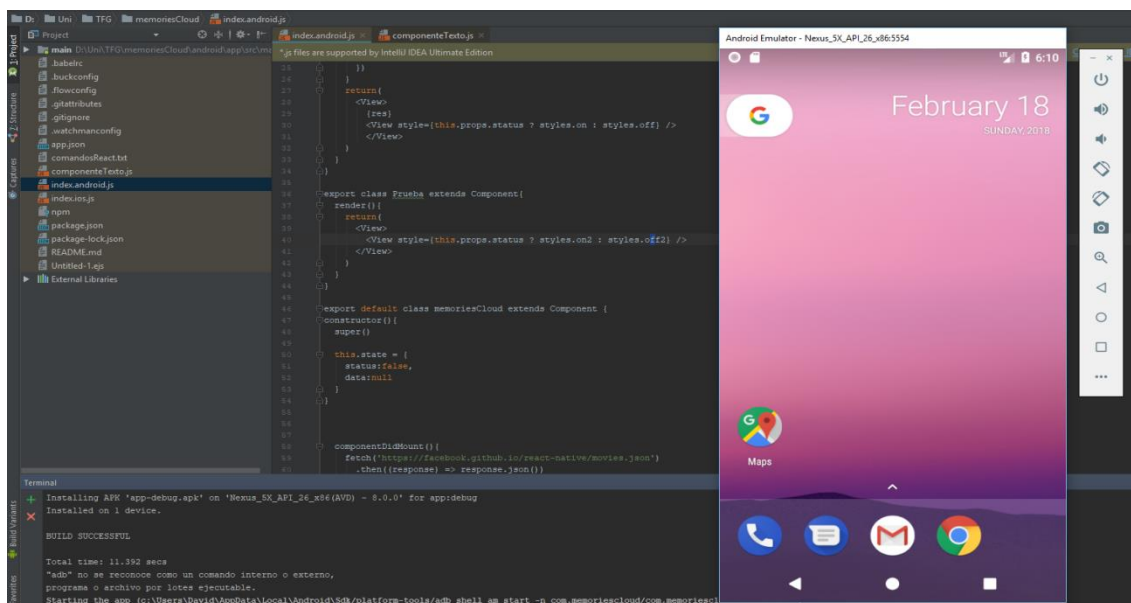 D: Uni TFG memoriesCloud index.android.js
Project
index.android.js
componenteTexto.js
main D:\Uni\TFG\memoriesCloud\android\app\src\m
*.js files are supported by IntelliJ IDEA Ultimate Edition
.babelrc
.buckconfig
.flowconfig
.gitattributes
.gitignore
.watchmanconfig
app.json
comandosReact.txt
componenteTexto.js
index.android.js
index.ios.js
npm
package.json
package-lock.json
README.md
Untitled-1.ejs
External Libraries
1: Project
Z: Structure
Captures
Build Variants
avorites
})
}
return(
<View>
{res}
<View style={this.props.status ? styles.on : styles.off} />
</View>
)
}
}
export class Prueba extends Component{
render(){
return(
<View>
<View style={this.props.status ? styles.on2 : styles.off2} />
</View>
)
}
}
export default class memoriesCloud extends Component {
constructor(){
super()
this.state = {
status:false,
data:null
}
}
componentDidMount(){
fetch('https://facebook.github.io/react-native/movies.json')
.then((response) => response.json())
Terminal
Installing APK 'app-debug.apk' on 'Nexus_5X_API_26_x86(AVD) - 8.0.0' for app:debug
Installed on 1 device.
BUILD SUCCESSFUL
Total time: 11.392 secs
"adb" no se reconoce como un comando interno o externo,
programa o archivo por lotes ejecutable.
Starting the app (c:\Users\David\AppData\Local\Android\Sdk/platform-tools/adb shell am start -n com.memoriescloud/com.memoriescl
Android Emulator - Nexus_5X_API_26_x86:5554
6:10
G
February 18
SUNDAY, 2018
Maps